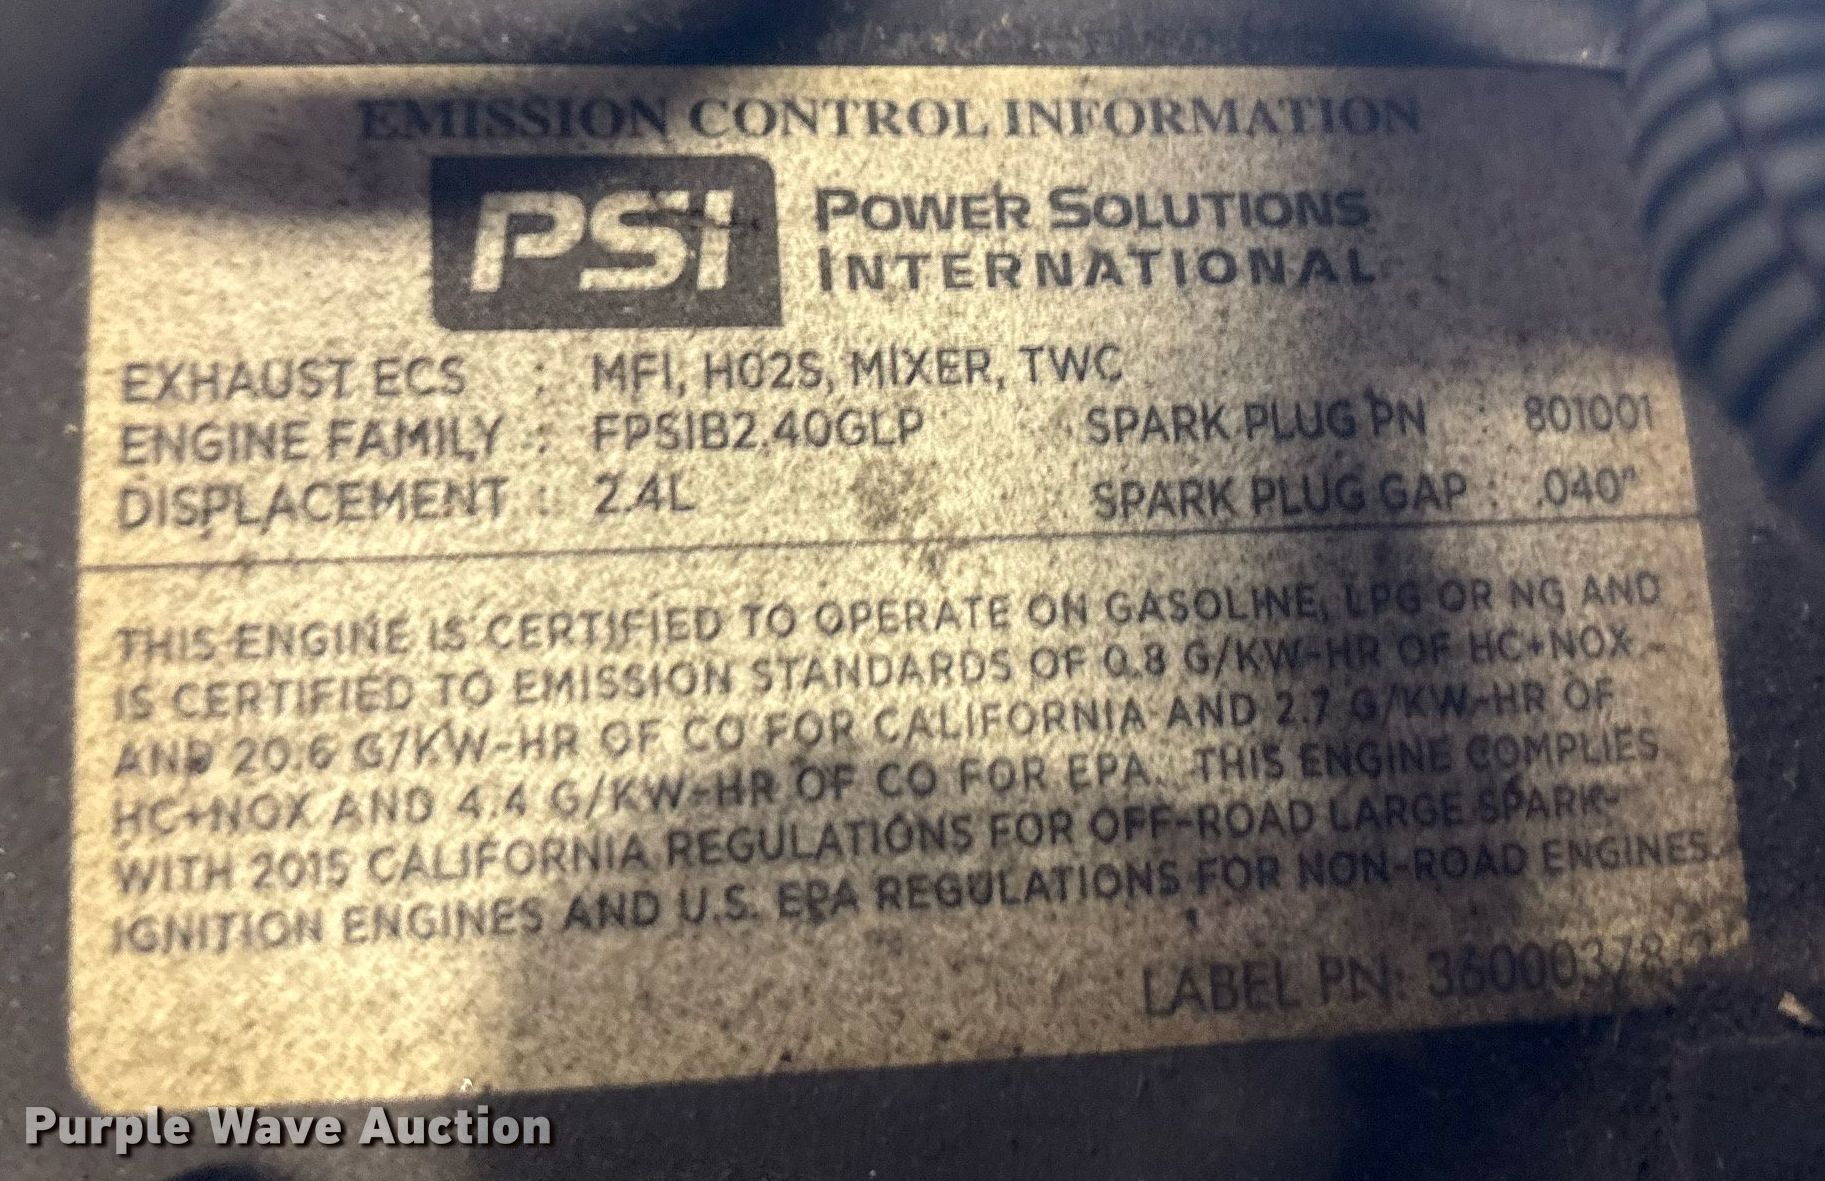 EMISSION CONTROL INFORMATION
PSI
POWER SOLUTIONS
INTERNATIONAL
EXHAUST ECS : MFI, HO2S, MIXER, TWC
ENGINE FAMILY : FPSIB2.40GLP SPARK PLUG PN : 801001
DISPLACEMENT : 2.4L SPARK PLUG GAP : .040"
THIS ENGINE IS CERTIFIED TO OPERATE ON GASOLINE, LPG OR NG AND
IS CERTIFIED TO EMISSION STANDARDS OF 0.8 G/KW-HR OF HC+NOX
AND 20.6 G/KW-HR OF CO FOR CALIFORNIA AND 2.7 G/KW-HR OF
HC+NOX AND 4.4 G/KW-HR OF CO FOR EPA. THIS ENGINE COMPLIES
WITH 2015 CALIFORNIA REGULATIONS FOR OFF-ROAD LARGE SPARK-
IGNITION ENGINES AND U.S. EPA REGULATIONS FOR NON-ROAD ENGINES.
LABEL PN:
Purple Wave Auction